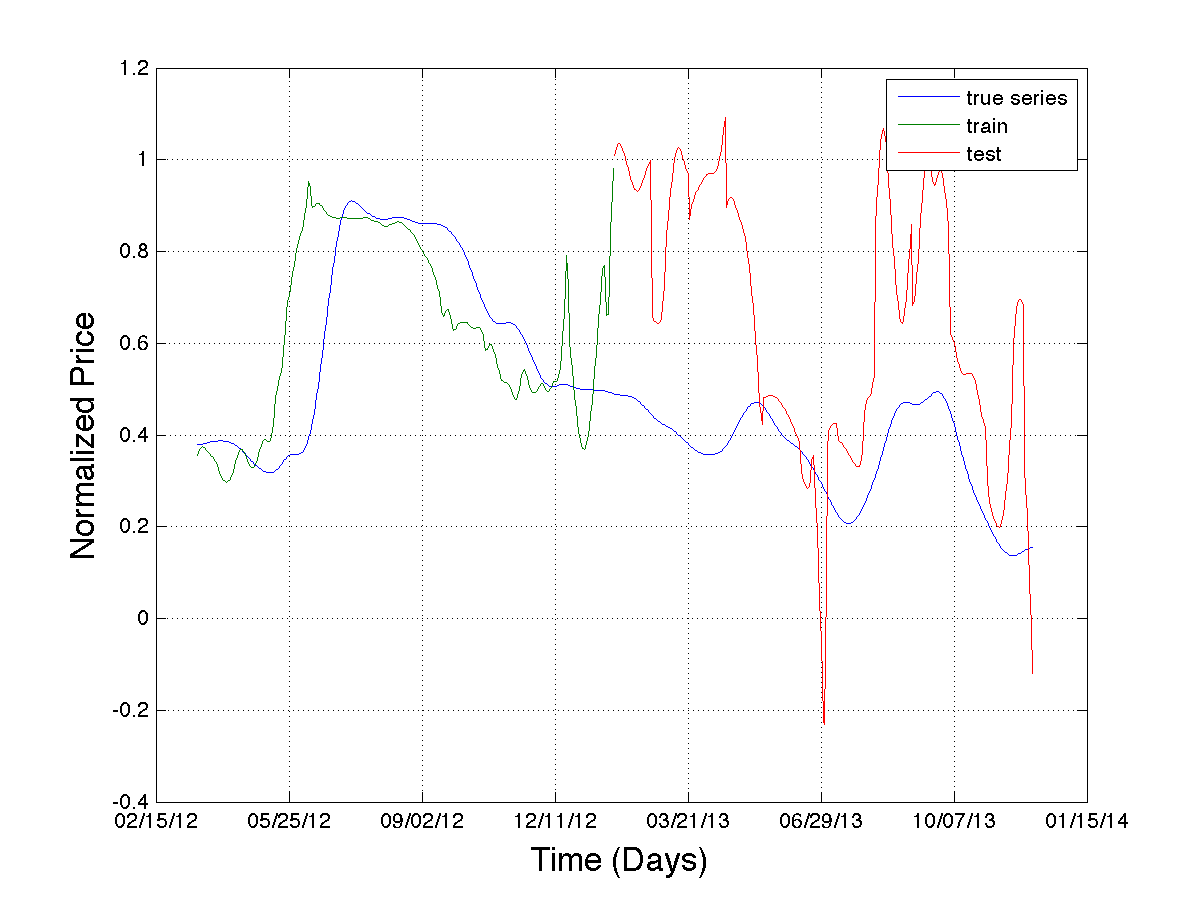 1.2
1
0.8
0.6
0.4
0.2
0
-0.2
-0.4
Normalized Price
true series
train
test
02/15/12 05/25/12 09/02/12 12/11/12 03/21/13 06/29/13 10/07/13 01/15/14
Time (Days)